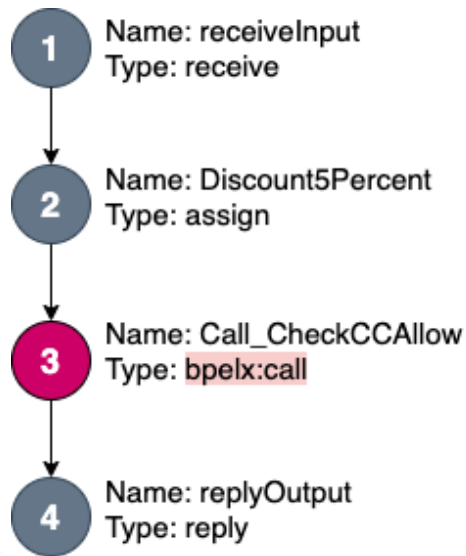 1
Name: receiveInput
Type: receive
2
Name: Discount5Percent
Type: assign
3
Name: Call_CheckCCAllow
Type: bpelx:call
4
Name: replyOutput
Type: reply